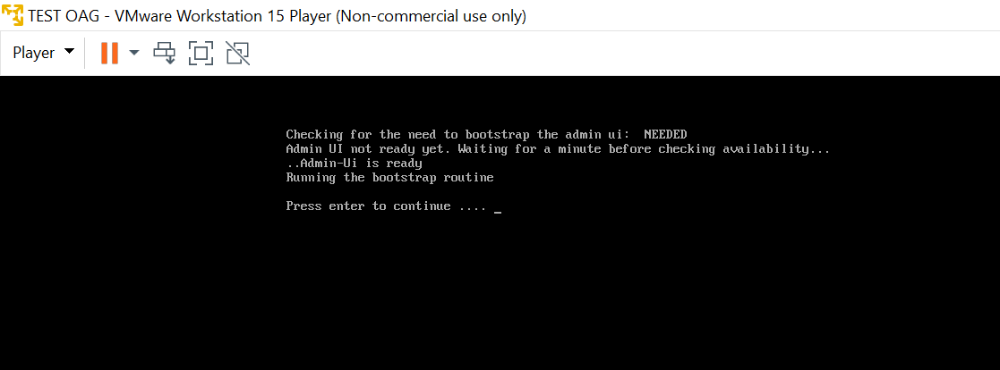 TEST OAG - VMware Workstation 15 Player (Non-commercial use only)
Player
Checking for the need to bootstrap the admin ui:  NEEDED
Admin UI not ready yet. Waiting for a minute before checking availability...
..Admin-Ui is ready
Running the bootstrap routine
Press enter to continue .... _